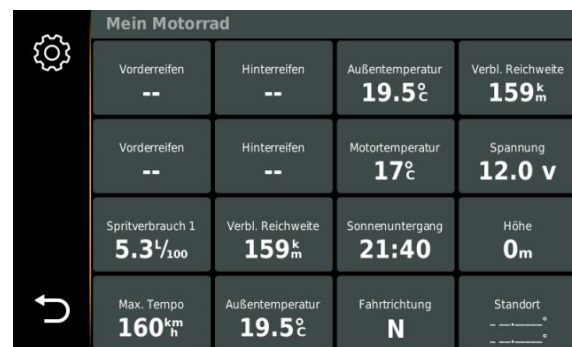 Mein Motorrad
Vorderreifen
--
Hinterreifen
--
Außentemperatur
19.5°C
Verbl. Reichweite
159km
Vorderreifen
--
Hinterreifen
--
Motortemperatur
17°C
Spannung
12.0 v
Spritverbrauch 1
5.3L/100
Verbl. Reichweite
159km
Sonnenuntergang
21:40
Höhe
0m
Max. Tempo
160km/h
Außentemperatur
19.5°C
Fahrtrichtung
N
Standort
_ _._ _ _ _°
_ _._ _ _ _°